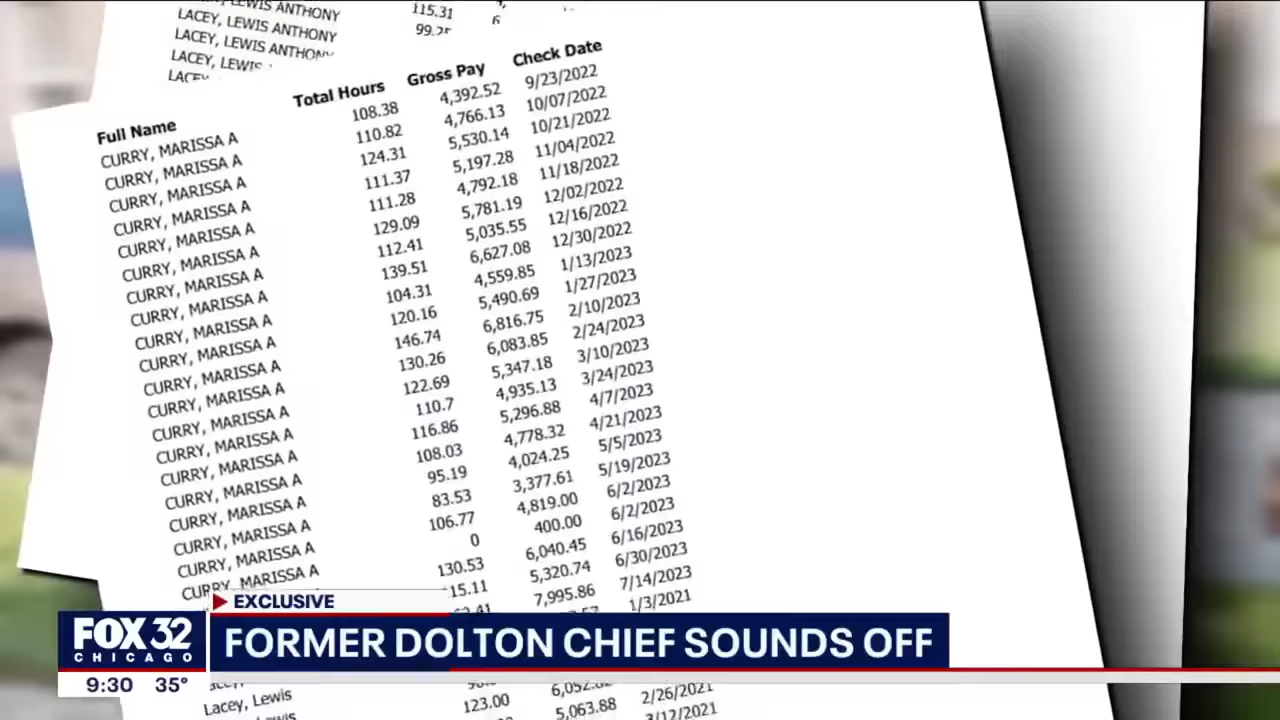 LEWIS ANTHONY 115.31
LACEY, LEWIS ANTHONY
LACEY, LEWIS ANTHONY
LACEY, LEWIS
LACEY,
Full Name Total Hours Gross Pay Check Date
CURRY, MARISSA A 108.38 4,392.52 9/23/2022
CURRY, MARISSA A 110.82 4,766.13 10/07/2022
CURRY, MARISSA A 124.31 5,530.14 10/21/2022
CURRY, MARISSA A 111.37 5,197.28 11/04/2022
CURRY, MARISSA A 111.28 4,792.18 11/18/2022
CURRY, MARISSA A 129.09 5,781.19 12/02/2022
CURRY, MARISSA A 112.41 5,035.55 12/16/2022
CURRY, MARISSA A 139.51 6,627.08 12/30/2022
CURRY, MARISSA A 104.31 4,559.85 1/13/2023
CURRY, MARISSA A 120.16 5,490.69 1/27/2023
CURRY, MARISSA A 146.74 6,816.75 2/10/2023
CURRY, MARISSA A 130.26 6,083.85 2/24/2023
CURRY, MARISSA A 122.69 5,347.18 3/10/2023
CURRY, MARISSA A 110.7 4,935.13 3/24/2023
CURRY, MARISSA A 116.86 5,296.88 4/7/2023
CURRY, MARISSA A 108.03 4,778.32 4/21/2023
CURRY, MARISSA A 95.19 4,024.25 5/5/2023
CURRY, MARISSA A 83.53 3,377.61 5/19/2023
CURRY, MARISSA A 106.77 4,819.00 6/2/2023
CURRY, MARISSA A 0 400.00 6/2/2023
130.53 6,040.45 6/16/2023
5,320.74 6/30/2023
7,995.86 7/14/2023
1/3/2021
EXCLUSIVE
FOX 32
CHICAGO
FORMER DOLTON CHIEF SOUNDS OFF
9:30 35°
2/26/2021
Lacey, Lewis 123.00 5,063.88 3/12/2021